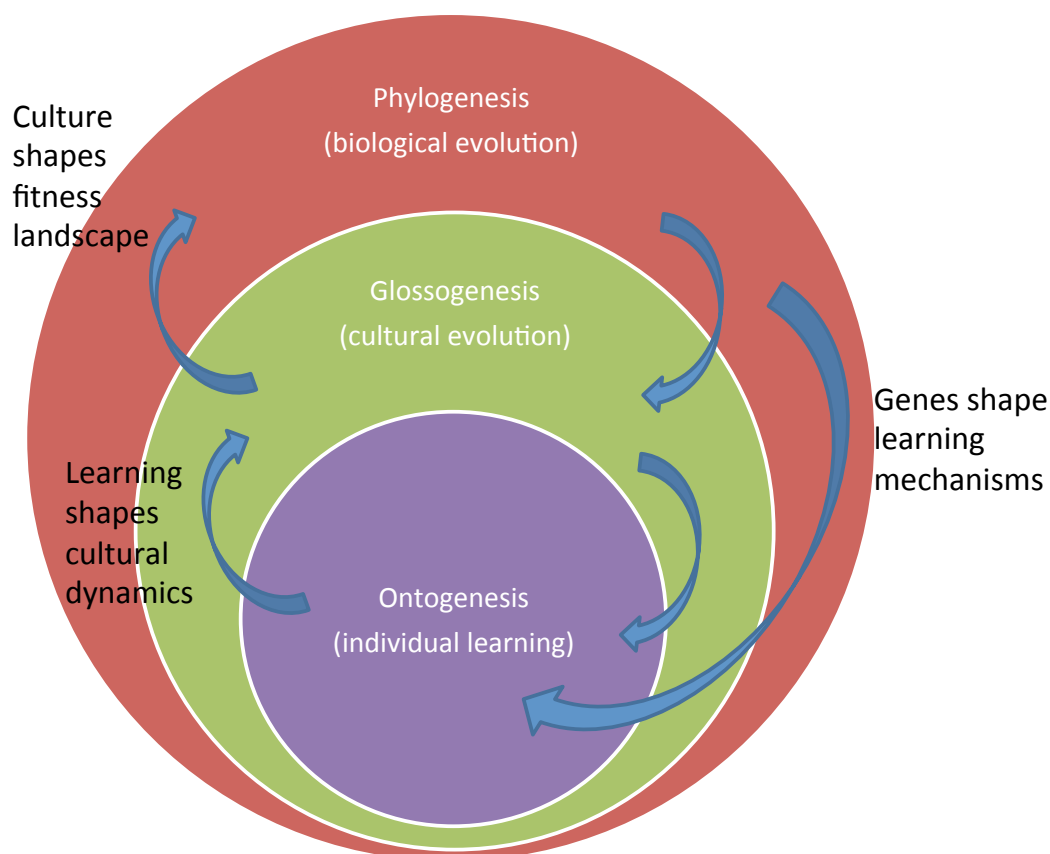 Phylogenesis
(biological evolution)
Culture
shapes
fitness
landscape
Glossogenesis
(cultural evolution)
Genes shape
learning
mechanisms
Learning
shapes
cultural
dynamics
Ontogenesis
(individual learning)